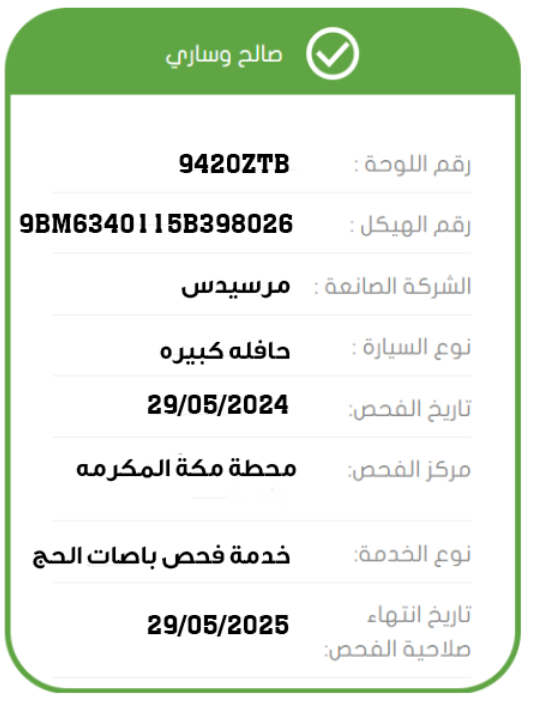 صالح وساري
رقم اللوحة : 9420ZTB
رقم الهيكل : 9BM6340115B398026
الشركة الصانعة : مرسيدس
نوع السيارة : حافله كبيره
تاريخ الفحص: 29/05/2024
مركز الفحص: محطة مكة المكرمه
نوع الخدمة: خدمة فحص باصات الحج
تاريخ انتهاء
صلاحية الفحص: 29/05/2025